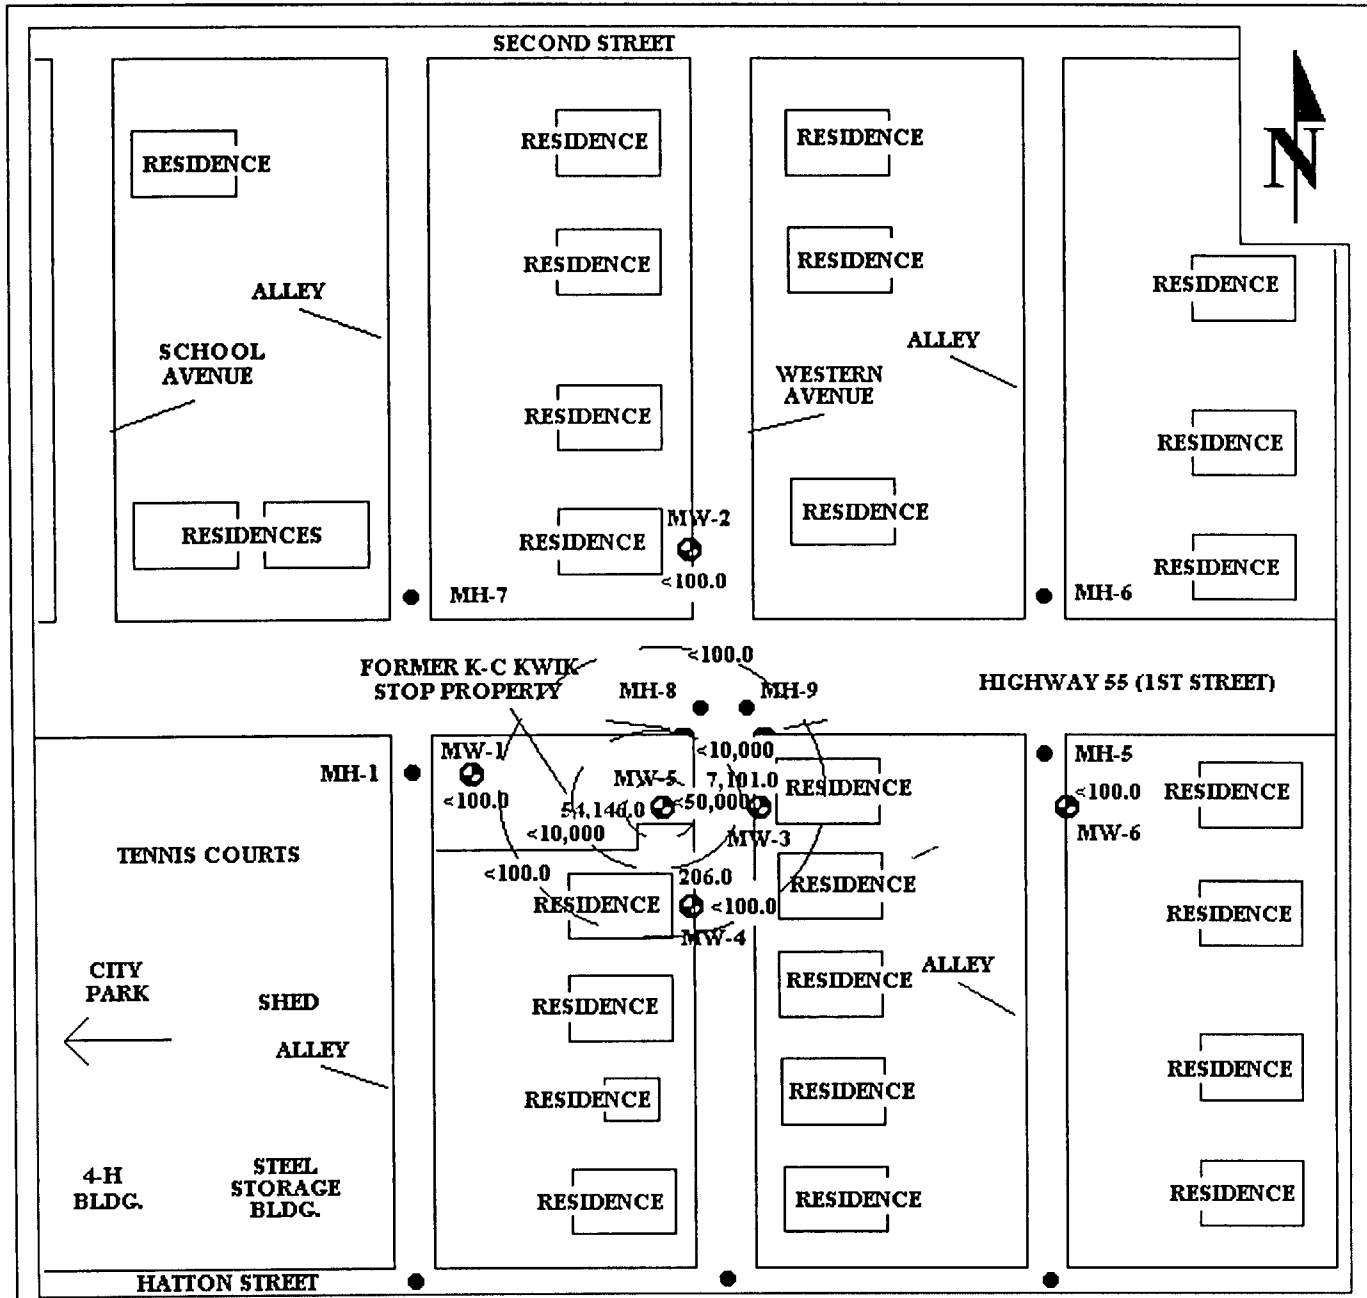 SECOND STREET
N
RESIDENCE
RESIDENCE
RESIDENCE
RESIDENCE
RESIDENCE
RESIDENCE
ALLEY
SCHOOL
AVENUE
ALLEY
WESTERN
AVENUE
RESIDENCE
RESIDENCE
RESIDENCE
RESIDENCES
RESIDENCE
MW-2
<100.0
RESIDENCE
RESIDENCE
MH-7
MH-6
FORMER K-C KWIK
STOP PROPERTY
<100.0
MH-8
MH-9
HIGHWAY 55 (1ST STREET)
MH-1
MW-1
<100.0
<10,000
MW-5
7,101.0
54,146.0
<50,000
MW-3
<10,000
RESIDENCE
MH-5
<100.0
MW-6
RESIDENCE
TENNIS COURTS
<100.0
206.0
RESIDENCE
<100.0
MW-4
RESIDENCE
RESIDENCE
CITY
PARK
SHED
ALLEY
RESIDENCE
RESIDENCE
ALLEY
RESIDENCE
RESIDENCE
RESIDENCE
4-H
BLDG.
STEEL
STORAGE
BLDG.
RESIDENCE
RESIDENCE
RESIDENCE
HATTON STREET